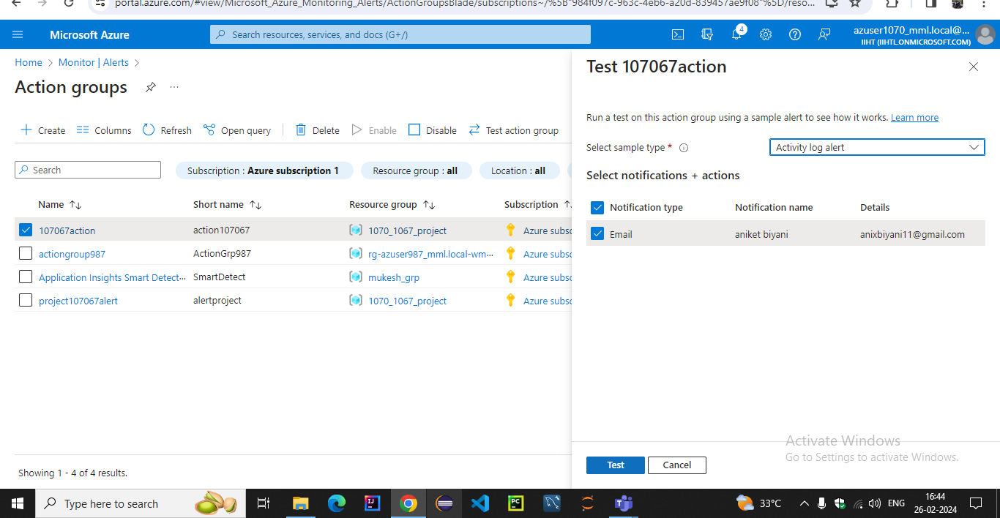 portal.azure.com/#view/Microsoft_Azure_Monitoring_Alerts/ActionGroupsBlade/subscriptions~/%5B"984f097c-963c-4eb6-a20d-839457ae9f08"%5D/reso...
Microsoft Azure
Search resources, services, and docs (G+/)
4
azuser1070_mml.local@...
IIHT (IIHTL.ONMICROSOFT.COM)
Home > Monitor | Alerts >
Action groups
...
Create
Columns
Refresh
Open query
Delete
Enable
Disable
Test action group
Search
Subscription : Azure subscription 1
Resource group : all
Location : all
Name
Short name
Resource group
Subscription
107067action
action107067
1070_1067_project
Azure subsc
actiongroup987
ActionGrp987
rg-azuser987_mml.local-wm...
Azure subsc
Application Insights Smart Detect...
SmartDetect
mukesh_grp
Azure subsc
project107067alert
alertproject
1070_1067_project
Azure subsc
Showing 1 - 4 of 4 results.
Test 107067action
Run a test on this action group using a sample alert to see how it works. Learn more
Select sample type *
Activity log alert
Select notifications + actions
Notification type
Notification name
Details
Email
aniket biyani
anixbiyani11@gmail.com
Activate Windows
Go to Settings to activate Windows.
Test
Cancel
Type here to search
33°C
ENG
16:44
26-02-2024